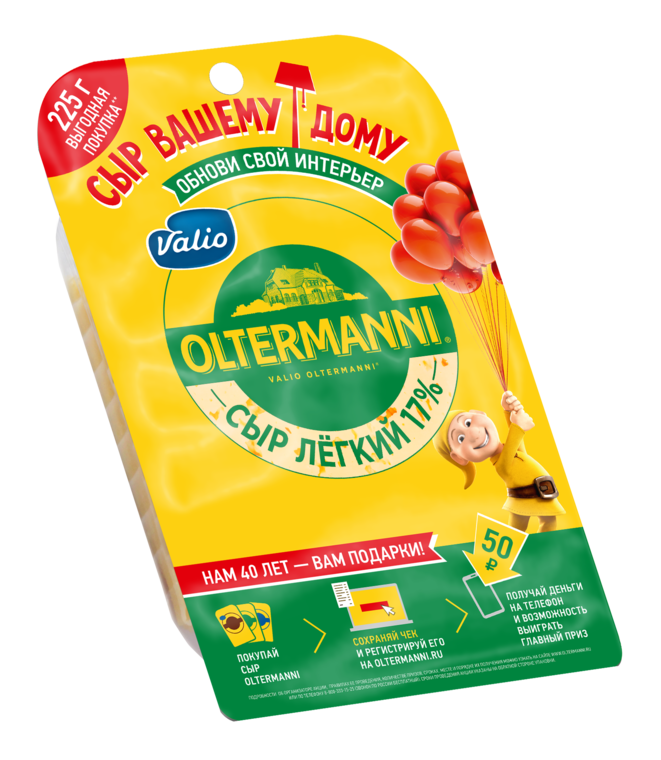 225 г
ВЫГОДНАЯ
ПОКУПКА**
СЫР ВАШЕМУ ДОМУ
ОБНОВИ СВОЙ ИНТЕРЬЕР
Valio
OLTERMANNI®
VALIO OLTERMANNI®
СЫР ЛЁГКИЙ 17%
НАМ 40 ЛЕТ — ВАМ ПОДАРКИ!
50
₽
ПОКУПАЙ
СЫР
OLTERMANNI
СОХРАНЯЙ ЧЕК
И РЕГИСТРИРУЙ ЕГО
НА OLTERMANNI.RU
ПОЛУЧАЙ ДЕНЬГИ
НА ТЕЛЕФОН
И ВОЗМОЖНОСТЬ
ВЫИГРАТЬ
ГЛАВНЫЙ ПРИЗ